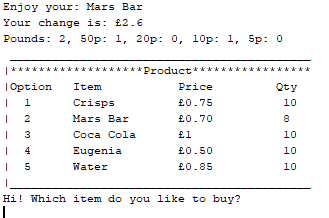 Enjoy your: Mars Bar
Your change is: £2.6
Pounds: 2, 50p: 1, 20p: 0, 10p: 1, 5p: 0
|*******************Product*****************
|Option Item Price Qty
| 1 Crisps £0.75 10
| 2 Mars Bar £0.70 8
| 3 Coca Cola £1 10
| 4 Eugenia £0.50 10
| 5 Water £0.85 10
Hi! Which item do you like to buy?